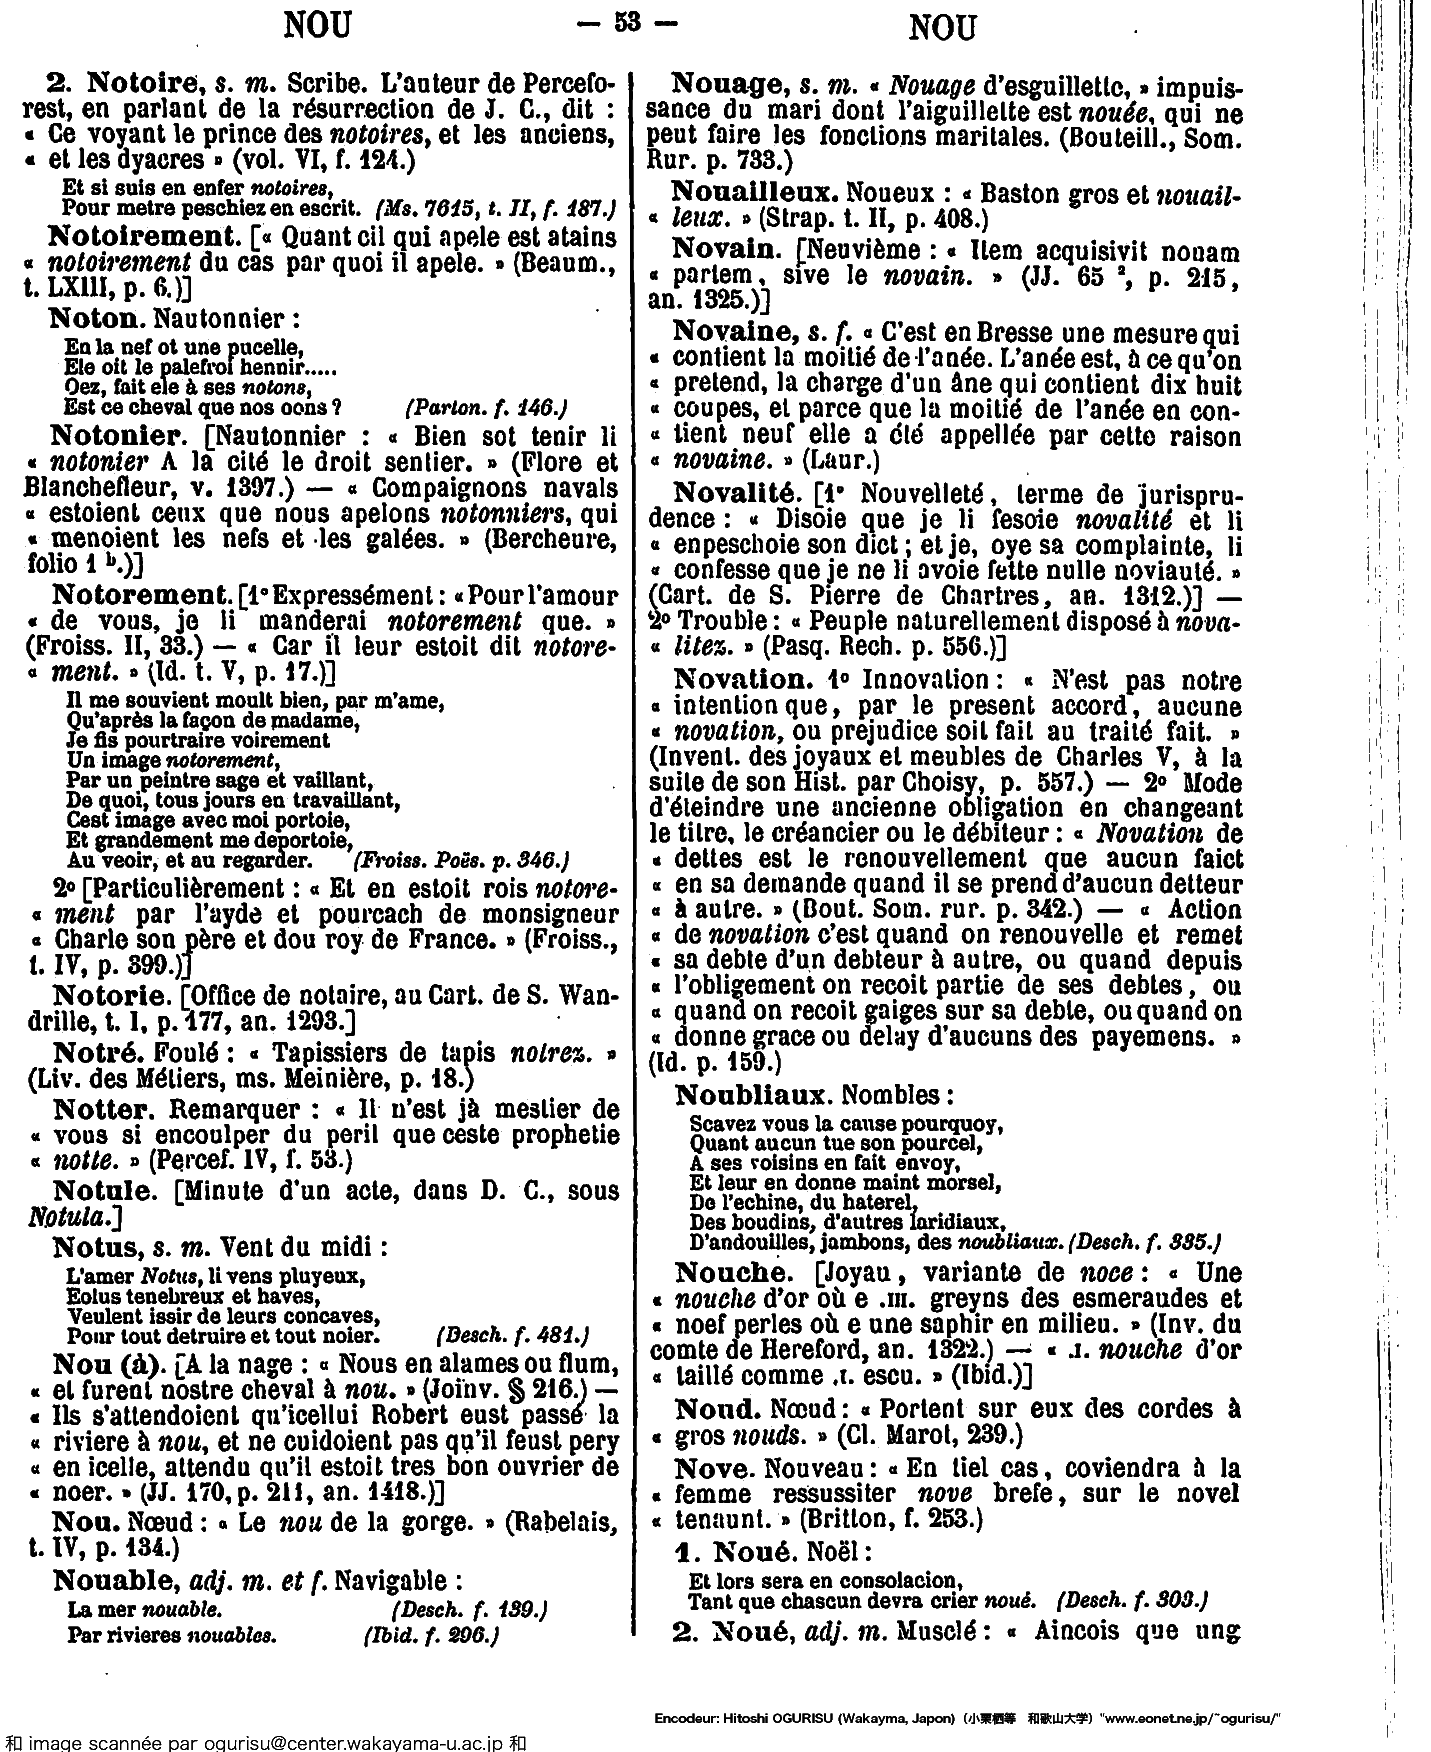 NOU — 53 — NOU
2. Notoire, s. m. Scribe. L'auteur de Percefo-
rest, en parlant de la résurrection de J. C., dit :
« Ce voyant le prince des notoires, et les anciens,
« et les dyacres » (vol. VI, f. 124.)
Et si suis en enfer notoires,
Pour metre peschiez en escrit. (Ms. 7615, t. II, f. 187.)
Notoirement. [« Quant cil qui apele est atains
« notoirement du cas par quoi il apele. » (Beaum.,
t. LXIII, p. 6.)]
Noton. Nautonnier :
En la nef ot une pucelle,
Ele oit le palefroi hennir.....
Oez, fait ele à ses notons,
Est ce cheval que nos oons ? (Parton. f. 146.)
Notonier. [Nautonnier : « Bien sot tenir li
« notonier A la cité le droit sentier. » (Flore et
Blanchefleur, v. 1397.) — « Compaignons navals
« estoient ceux que nous apelons notonniers, qui
« menoient les nefs et les galées. » (Bercheure,
folio 1 b.)]
Notorement. [1° Expressément : « Pour l'amour
« de vous, je li manderai notorement que. »
(Froiss. II, 33.) — « Car il leur estoit dit notore-
« ment. » (Id. t. V, p. 17.)]
Il me souvient moult bien, par m'ame,
Qu'après la façon de madame,
Je fis pourtraire voirement
Un image notorement,
Par un peintre sage et vaillant,
De quoi, tous jours en travaillant,
Cest image avec moi portoie,
Et grandement me deportoie,
Au veoir, et au regarder. (Froiss. Poës. p. 346.)
2° [Particulièrement : « Et en estoit rois notore-
« ment par l'ayde et pourcach de monsigneur
« Charle son père et dou roy de France. » (Froiss.,
t. IV, p. 399.)]
Notorie. [Office de notaire, au Cart. de S. Wan-
drille, t. I, p. 177, an. 1293.]
Notré. Foulé : « Tapissiers de tapis notrez. »
(Liv. des Métiers, ms. Meinière, p. 18.)
Notter. Remarquer : « Il n'est jà mestier de
« vous si encoulper du peril que ceste prophetie
« notte. » (Percef. IV, f. 53.)
Notule. [Minute d'un acte, dans D. C., sous
Notula.]
Notus, s. m. Vent du midi :
L'amer Notus, li vens pluyeux,
Eolus tenebreux et haves,
Veulent issir de leurs concaves,
Pour tout detruire et tout noier. (Desch. f. 481.)
Nou (à). [A la nage : « Nous en alames ou flum,
« et furent nostre cheval à nou. » (Joinv. § 216.) —
« Ils s'attendoient qu'icellui Robert eust passé la
« riviere à nou, et ne cuidoient pas qu'il feust pery
« en icelle, attendu qu'il estoit tres bon ouvrier de
« noer. » (JJ. 170, p. 211, an. 1418.)]
Nou. Nœud : « Le nou de la gorge. » (Rabelais,
t. IV, p. 134.)
Nouable, adj. m. et f. Navigable :
La mer nouable. (Desch. f. 139.)
Par rivieres nouables. (Ibid. f. 296.)
Nouage, s. m. « Nouage d'esguillette, » impuis-
sance du mari dont l'aiguillette est nouée, qui ne
peut faire les fonctions maritales. (Bouteill., Som.
Rur. p. 733.)
Nouailleux. Noueux : « Baston gros et nouail-
« leux. » (Strap. t. II, p. 408.)
Novain. [Neuvième : « Item acquisivit nonam
« partem, sive le novain. » (JJ. 65 ², p. 215,
an. 1325.)]
Novaine, s. f. « C'est en Bresse une mesure qui
« contient la moitié de l'anée. L'anée est, à ce qu'on
« pretend, la charge d'un âne qui contient dix huit
« coupes, et parce que la moitié de l'anée en con-
« tient neuf elle a été appellée par cette raison
« novaine. » (Laur.)
Novalité. [1° Nouvelleté, terme de jurispru-
dence : « Disoie que je li fesoie novalité et li
« enpeschoie son dict ; et je, oye sa complainte, li
« confesse que je ne li avoie fette nulle noviauté. »
(Cart. de S. Pierre de Chartres, an. 1312.)] —
2° Trouble : « Peuple naturellement disposé à nova-
« litez. » (Pasq. Rech. p. 556.)]
Novation. 1° Innovation : « N'est pas notre
« intention que, par le present accord, aucune
« novation, ou prejudice soit fait au traité fait. »
(Invent. des joyaux et meubles de Charles V, à la
suite de son Hist. par Choisy, p. 557.) — 2° Mode
d'éteindre une ancienne obligation en changeant
le titre, le créancier ou le débiteur : « Novation de
« dettes est le renouvellement que aucun faict
« en sa demande quand il se prend d'aucun detteur
« à autre. » (Bout. Som. rur. p. 342.) — « Action
« de novation c'est quand on renouvelle et remet
« sa debte d'un debteur à autre, ou quand depuis
« l'obligement on recoit partie de ses debtes, ou
« quand on recoit gaiges sur sa debte, ou quand on
« donne grace ou delay d'aucuns des payemens. »
(Id. p. 159.)
Noubliaux. Nombles :
Scavez vous la cause pourquoy,
Quant aucun tue son pourcel,
A ses voisins en fait envoy,
Et leur en donne maint morsel,
De l'echine, du haterel,
Des boudins, d'autres laridiaux,
D'andouilles, jambons, des noubliaux. (Desch. f. 335.)
Nouche. [Joyau, variante de noce : « Une
« nouche d'or où e .III. greyns des esmeraudes et
« noef perles où e une saphir en milieu. » (Inv. du
comte de Hereford, an. 1322.) — « .I. nouche d'or
« taillé comme .I. escu. » (Ibid.)]
Noud. Nœud : « Portent sur eux des cordes à
« gros nouds. » (Cl. Marot, 239.)
Nove. Nouveau : « En tiel cas, coviendra à la
« femme ressussiter nove brefe, sur le novel
« tenaunt. » (Britton, f. 253.)
1. Noué. Noël :
Et lors sera en consolacion,
Tant que chascun devra crier noué. (Desch. f. 303.)
2. Noué, adj. m. Musclé : « Aincois que ung
Encodeur: Hitoshi OGURISU (Wakayma, Japon) (小栗栖等 和歌山大学) "www.eonet.ne.jp/~ogurisu/"
和 image scannée par ogurisu@center.wakayama-u.ac.jp 和